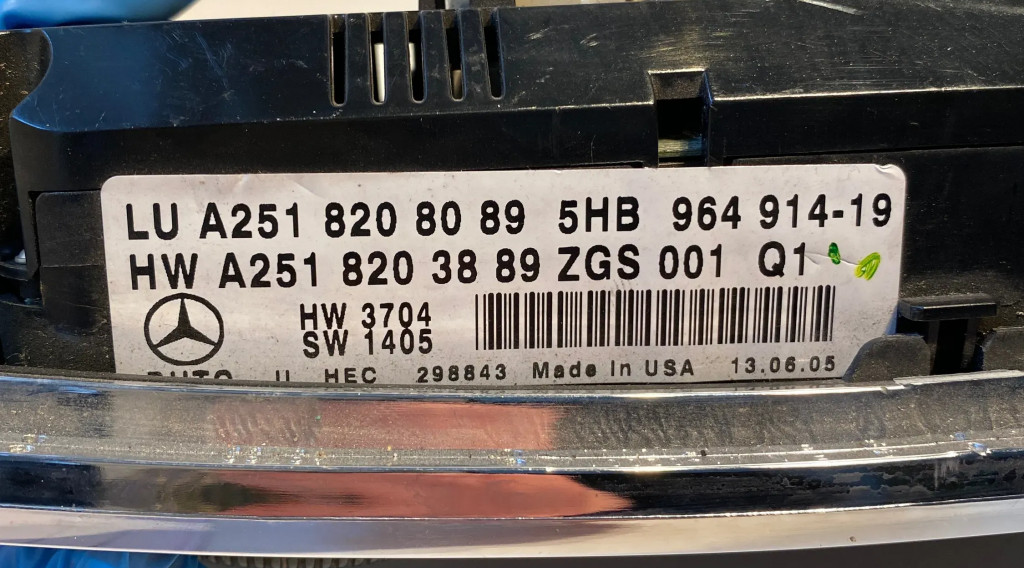 LU A251 820 80 89 5HB 964 914-19
HW A251 820 38 89 ZGS 001 Q1
HW 3704
SW 1405
HEC 298843 Made in USA 13.06.05